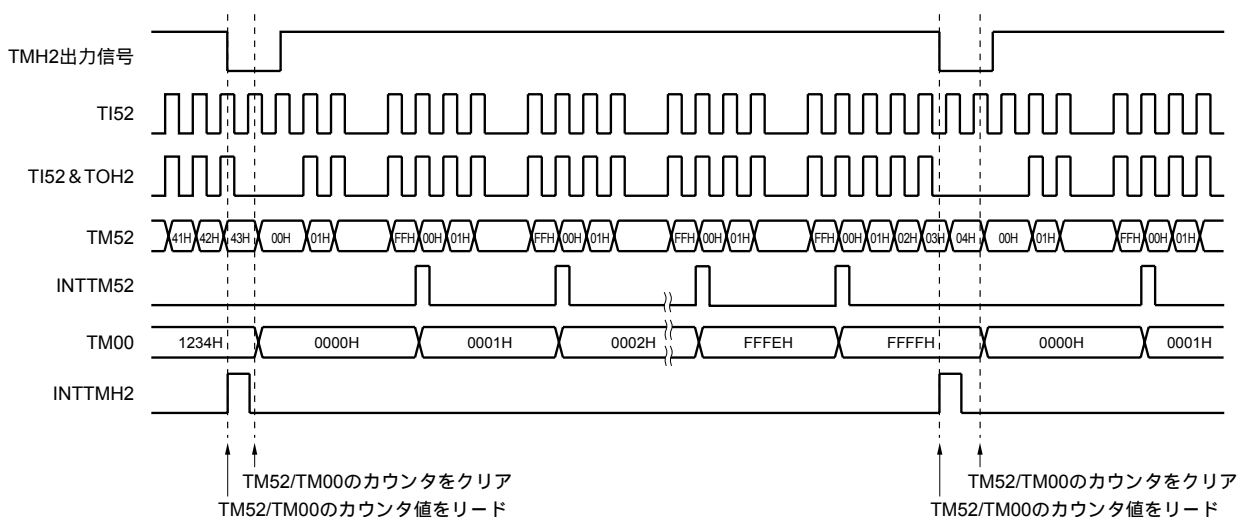 TMH2出力信号
TI52
TI52&TOH2
TM52 41H 42H 43H 00H 01H FFH 00H 01H FFH 00H 01H FFH 00H 01H FFH 00H 01H 02H 03H 04H 00H 01H FFH 00H 01H
INTTM52
TM00 1234H 0000H 0001H 0002H FFFEH FFFFH 0000H 0001H
INTTMH2
TM52/TM00のカウンタをクリア TM52/TM00のカウンタをクリア
TM52/TM00のカウンタ値をリード TM52/TM00のカウンタ値をリード